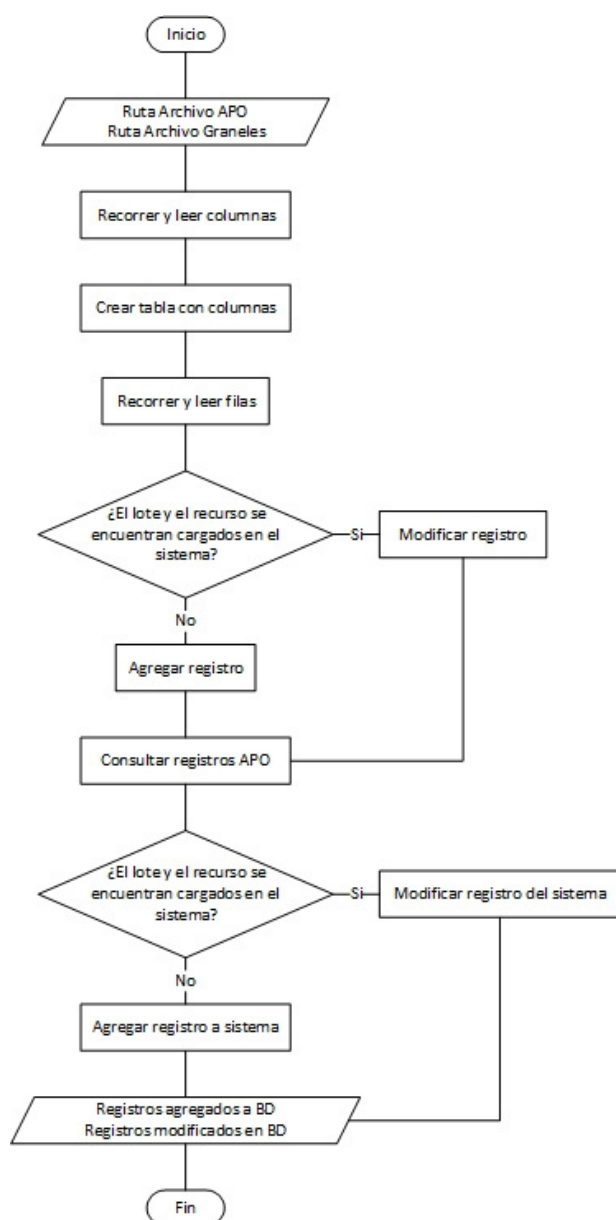 Inicio
Ruta Archivo APO
Ruta Archivo Graneles
Recorrer y leer columnas
Crear tabla con columnas
Recorrer y leer filas
¿El lote y el recurso se
encuentran cargados en el
sistema?
Si
Modificar registro
No
Agregar registro
Consultar registros APO
¿El lote y el recurso se
encuentran cargados en el
sistema?
Si
Modificar registro del sistema
No
Agregar registro a sistema
Registros agregados a BD
Registros modificados en BD
Fin